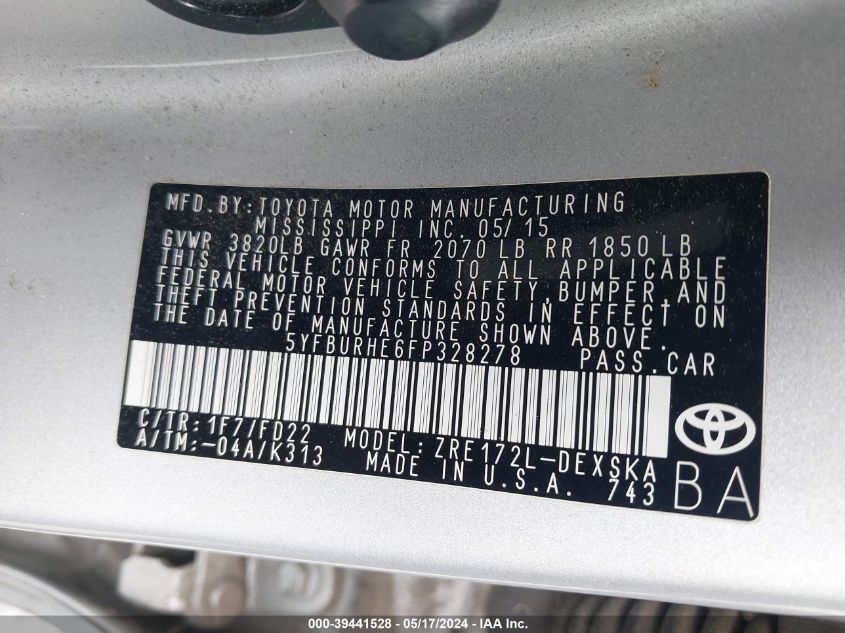 MFD.BY:TOYOTA MOTOR MANUFACTURING
MISSISSIPPI INC. 05/15
GVWR 3820LB GAWR FR 2070 LB RR 1850 LB
THIS VEHICLE CONFORMS TO ALL APPLICABLE
FEDERAL MOTOR VEHICLE SAFETY,BUMPER,AND
THEFT PREVENTION STANDARDS IN EFFECT ON
THE DATE OF MANUFACTURE SHOWN ABOVE.
5YFBURHE6FP328278 PASS.CAR
C/TR:1F7/FD22 MODEL: ZRE172L-DEXSKA
A/TM:-04A/K313 MADE IN U.S.A. 743
BA
000-39441528 - 05/17/2024 - IAA Inc.